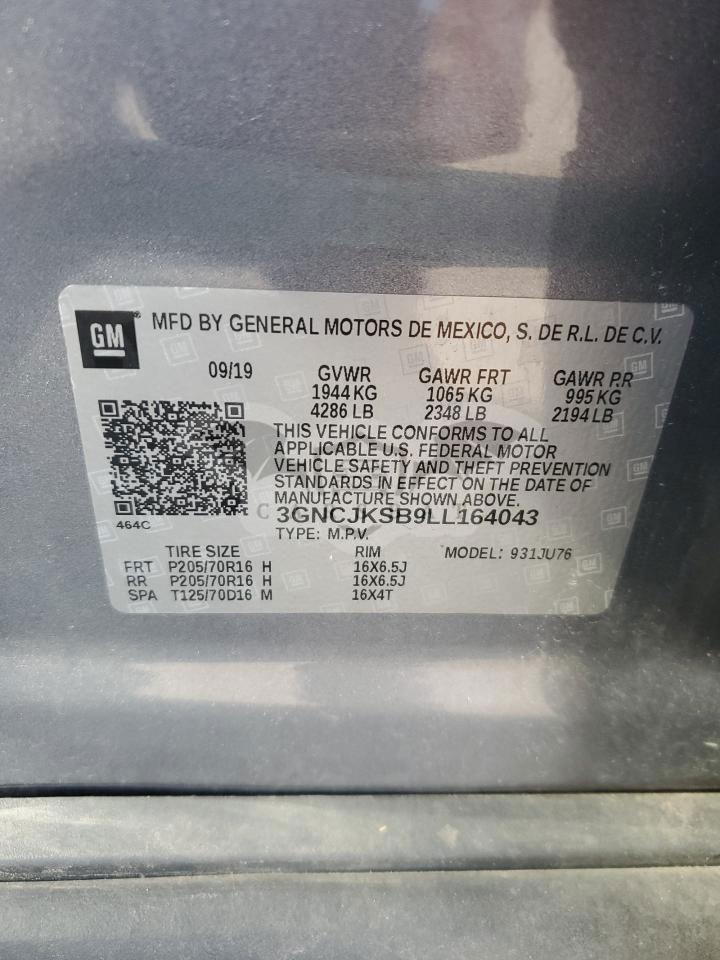 GM
MFD BY GENERAL MOTORS DE MEXICO, S. DE R.L. DE C.V.
09/19 GVWR GAWR FRT GAWR RR
1944 KG 1065 KG 995 KG
4286 LB 2348 LB 2194 LB
THIS VEHICLE CONFORMS TO ALL
APPLICABLE U.S. FEDERAL MOTOR
VEHICLE SAFETY AND THEFT PREVENTION
STANDARDS IN EFFECT ON THE DATE OF
MANUFACTURE SHOWN ABOVE.
464C
3GNCJKSB9LL164043
TYPE: M.P.V.
TIRE SIZE RIM MODEL: 931JU76
FRT P205/70R16 H 16X6.5J
RR P205/70R16 H 16X6.5J
SPA T125/70D16 M 16X4T